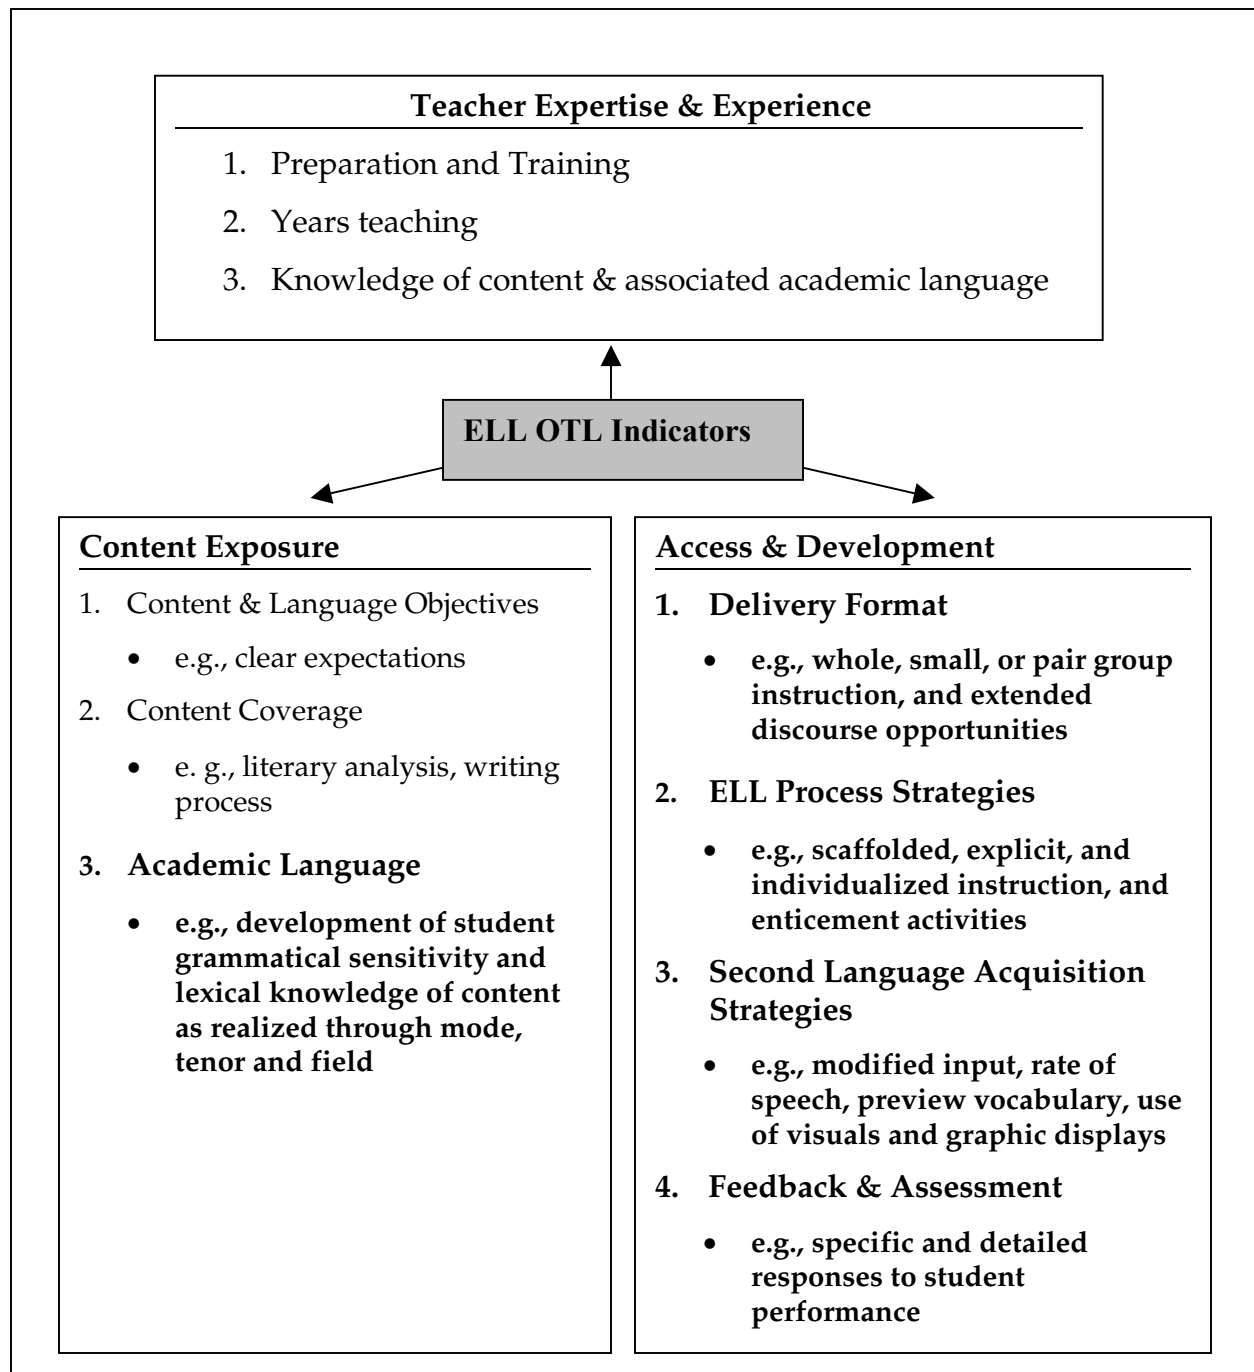 Teacher Expertise & Experience
1. Preparation and Training
2. Years teaching
3. Knowledge of content & associated academic language
ELL OTL Indicators
Content Exposure
1. Content & Language Objectives
• e.g., clear expectations
2. Content Coverage
• e. g., literary analysis, writing
process
3. Academic Language
• e.g., development of student
grammatical sensitivity and
lexical knowledge of content
as realized through mode,
tenor and field
Access & Development
1. Delivery Format
• e.g., whole, small, or pair group
instruction, and extended
discourse opportunities
2. ELL Process Strategies
• e.g., scaffolded, explicit, and
individualized instruction, and
enticement activities
3. Second Language Acquisition
Strategies
• e.g., modified input, rate of
speech, preview vocabulary, use
of visuals and graphic displays
4. Feedback & Assessment
• e.g., specific and detailed
responses to student
performance